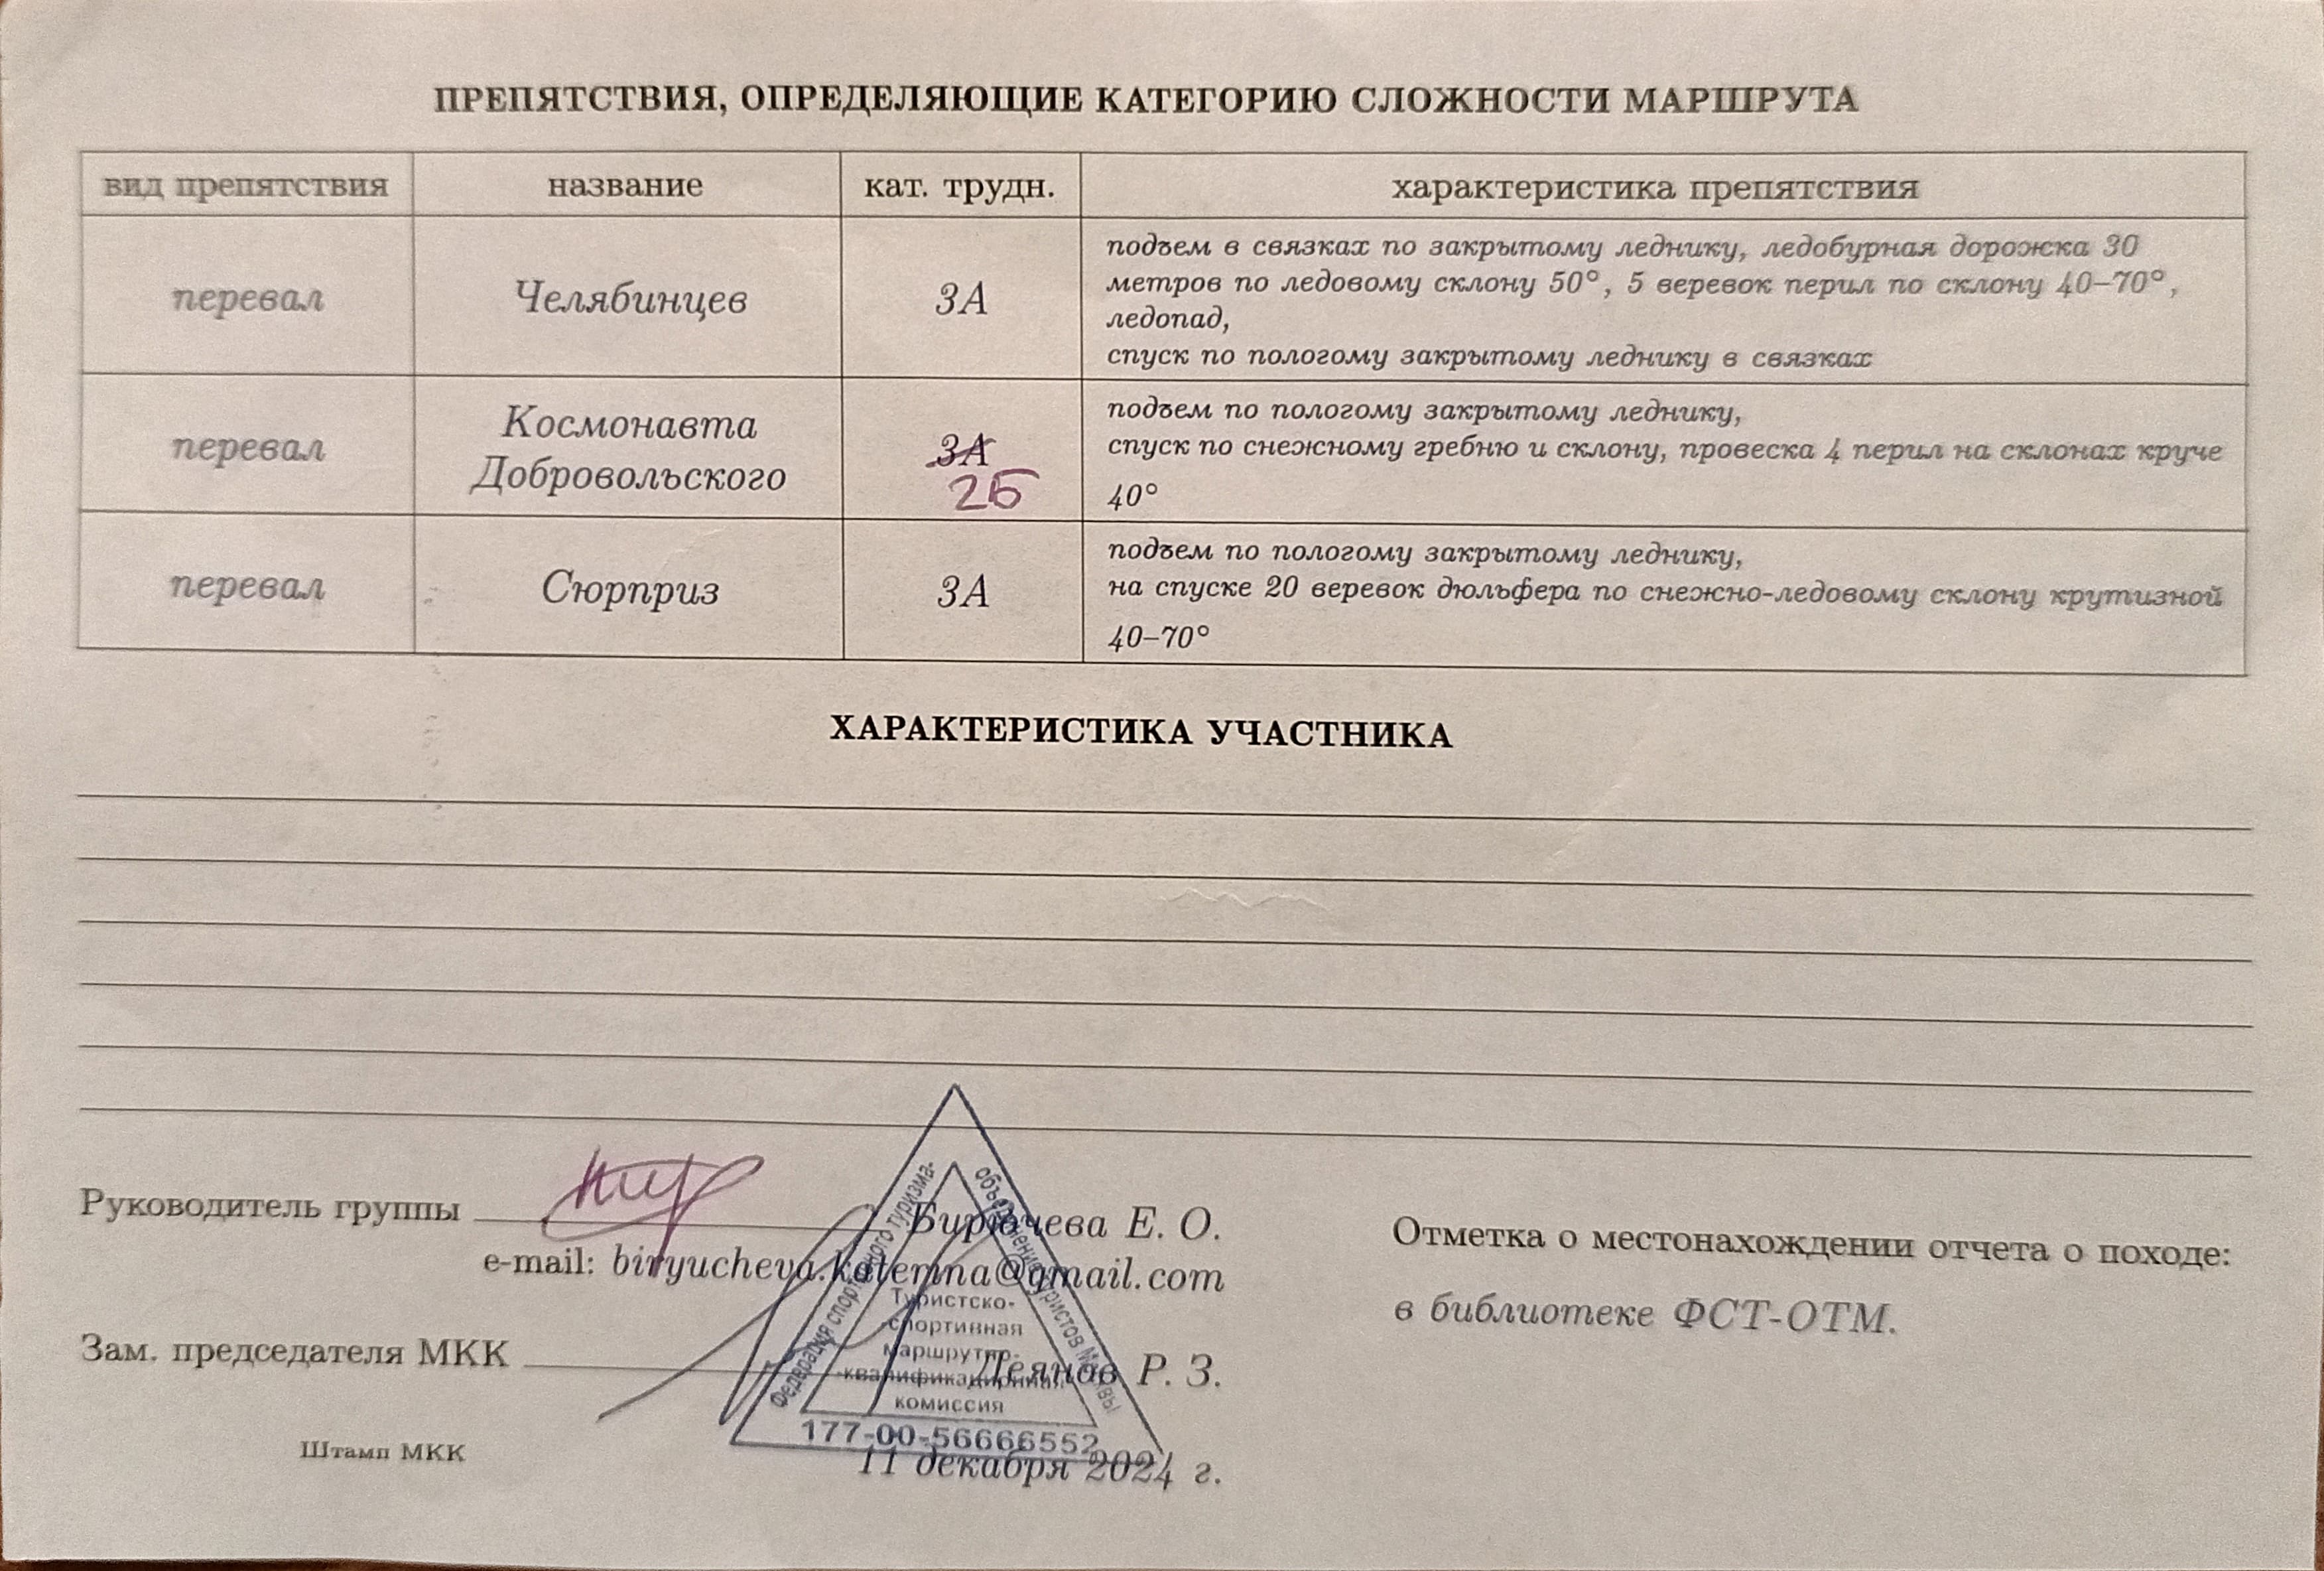 ПРЕПЯТСТВИЯ, ОПРЕДЕЛЯЮЩИЕ КАТЕГОРИЮ СЛОЖНОСТИ МАРШРУТА
вид препятствия название кат. трудн. характеристика препятствия
перевал Челябинцев 3А подъем в связках по закрытому леднику, ледобурная дорожка 30
метров по ледовому склону 50°, 5 веревок перил по склону 40–70°,
ледопад,
спуск по пологому закрытому леднику в связках
перевал Космонавта
Добровольского 3А
2Б
подъем по пологому закрытому леднику,
спуск по снежному гребню и склону, провеска 4 перил на склонах круче
40°
перевал Сюрприз 3А подъем по пологому закрытому леднику,
на спуске 20 веревок дюльфера по снежно-ледовому склону крутизной
40–70°
ХАРАКТЕРИСТИКА УЧАСТНИКА
Руководитель группы Бирючева Е. О.
e-mail: biryucheva.katerina@gmail.com
Зам. председателя МКК Деянов Р. З.
Штамп МКК
11 декабря 2024 г.
Отметка о местонахождении отчета о походе:
в библиотеке ФСТ-ОТМ.
Федерация спортивного туризма-
объединение туристов Москвы
Туристско-
-спортивная
маршрутно-
-квалификационная
комиссия
177-00-56666552